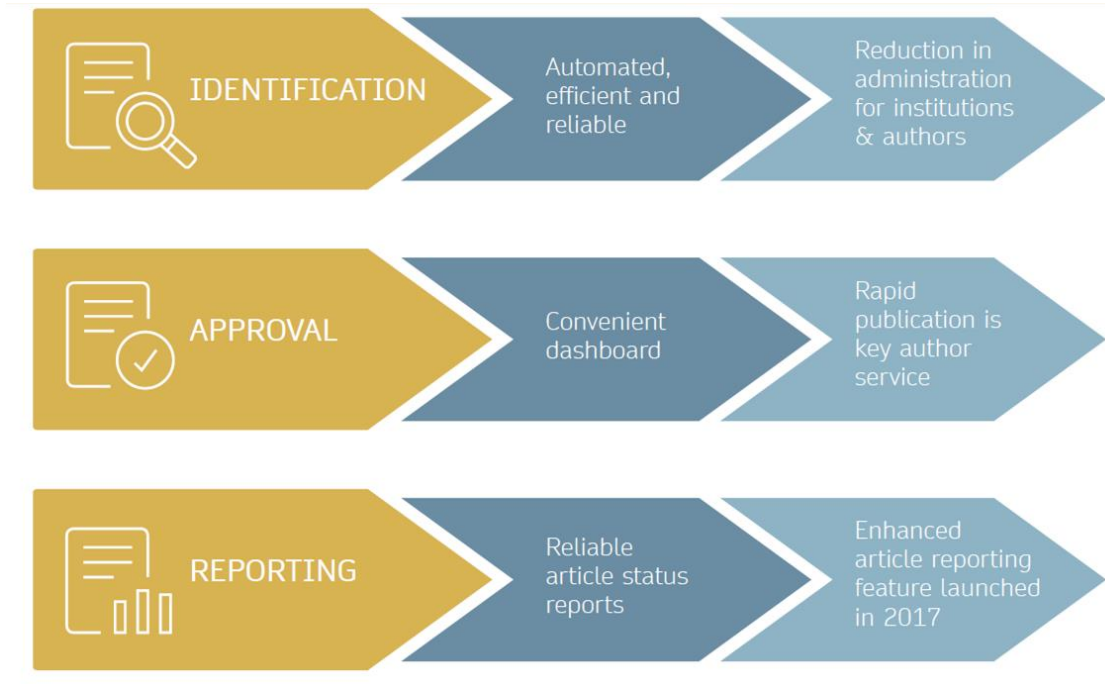 IDENTIFICATION
Automated,
efficient and
reliable
Reduction in
administration
for institutions
& authors
APPROVAL
Convenient
dashboard
Rapid
publication is
key author
service
REPORTING
Reliable
article status
reports
Enhanced
article reporting
feature launched
in 2017